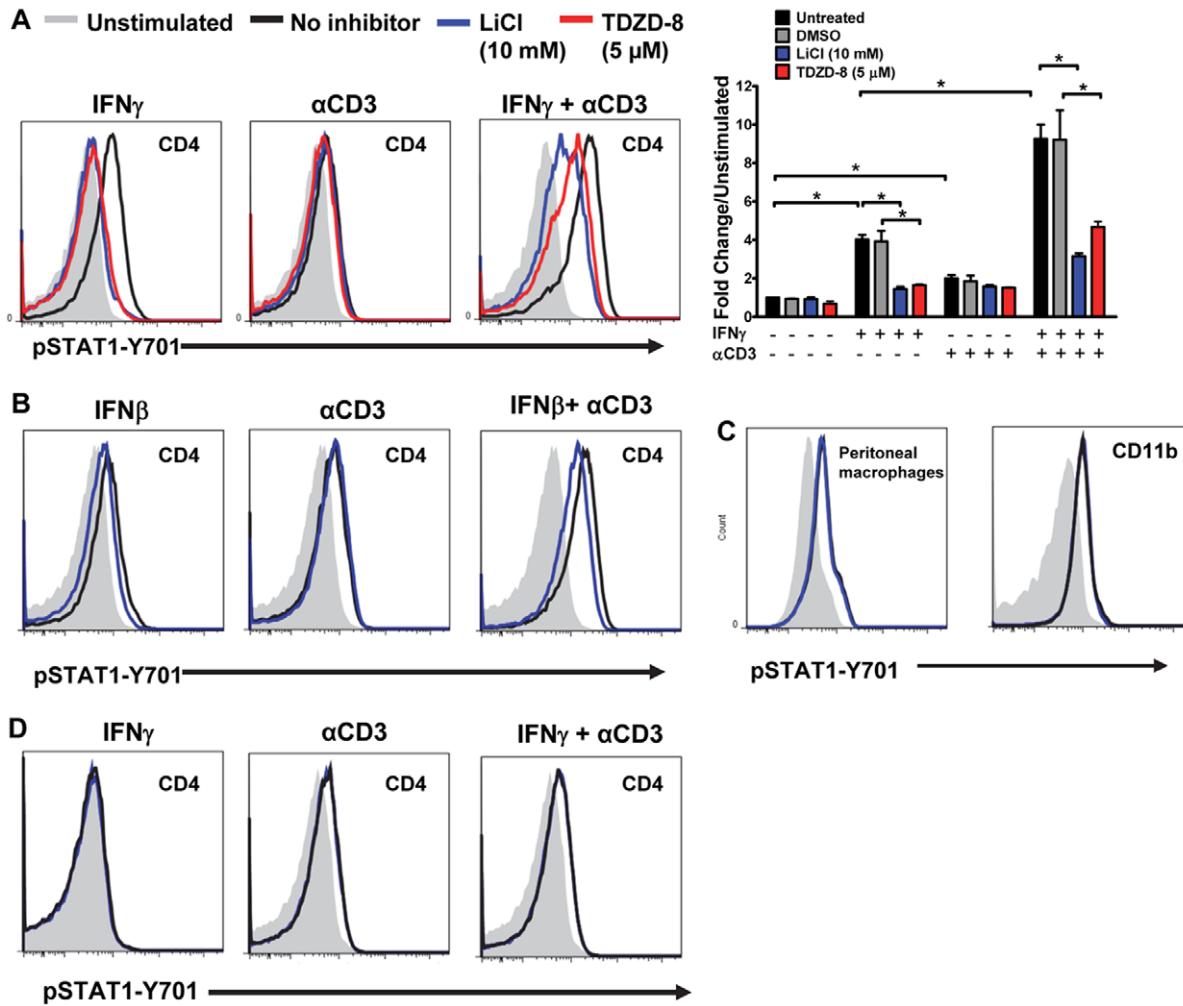 A
Unstimulated No inhibitor LiCl TDZD-8
(10 mM) (5 µM)
IFNγ αCD3 IFNγ + αCD3
CD4 CD4 CD4
0 0 0
pSTAT1-Y701
Untreated
DMSO
LiCl (10 mM)
TDZD-8 (5 µM)
Fold Change/Unstimulated
12
10
8
6
4
2
0
* * * * * * *
IFNγ - - - - + + + + - - - - + + + +
αCD3 - - - - - - - - + + + + + + + +
B
IFNβ αCD3 IFNβ+ αCD3
CD4 CD4 CD4
pSTAT1-Y701
C
Peritoneal
macrophages
CD11b
Count
0
pSTAT1-Y701
D
IFNγ αCD3 IFNγ + αCD3
CD4 CD4 CD4
pSTAT1-Y701